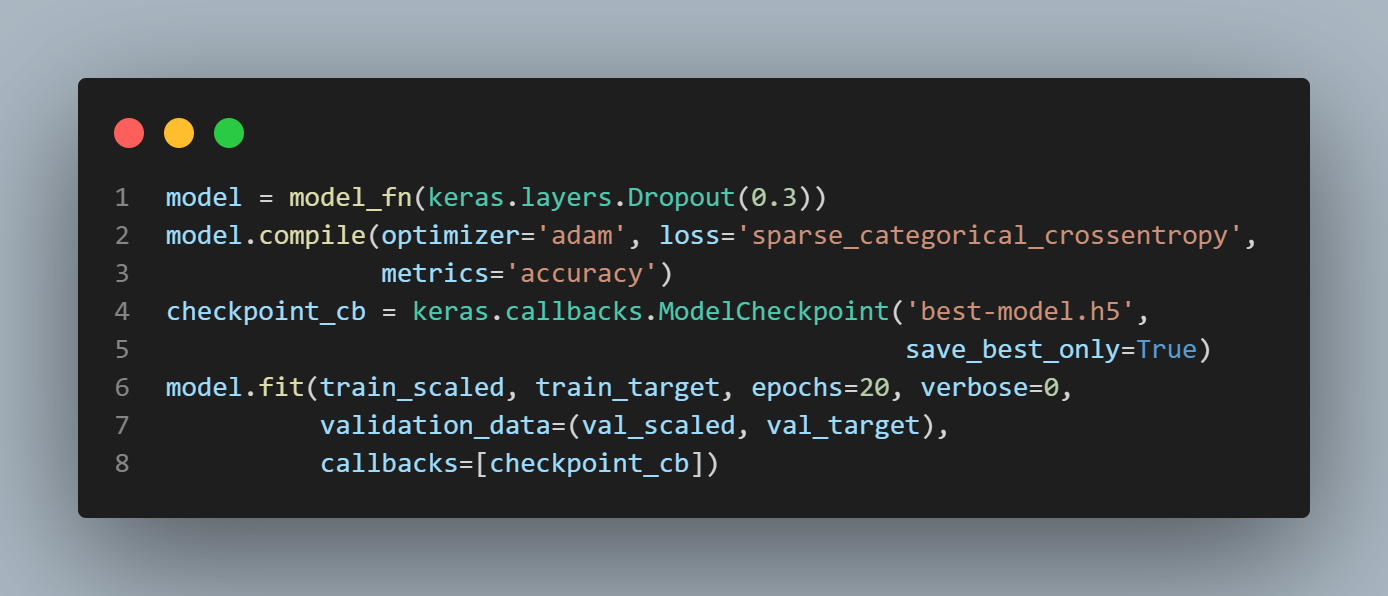 1 model = model_fn(keras.layers.Dropout(0.3))
2 model.compile(optimizer='adam', loss='sparse_categorical_crossentropy',
3               metrics='accuracy')
4 checkpoint_cb = keras.callbacks.ModelCheckpoint('best-model.h5',
5                                                 save_best_only=True)
6 model.fit(train_scaled, train_target, epochs=20, verbose=0,
7           validation_data=(val_scaled, val_target),
8           callbacks=[checkpoint_cb])